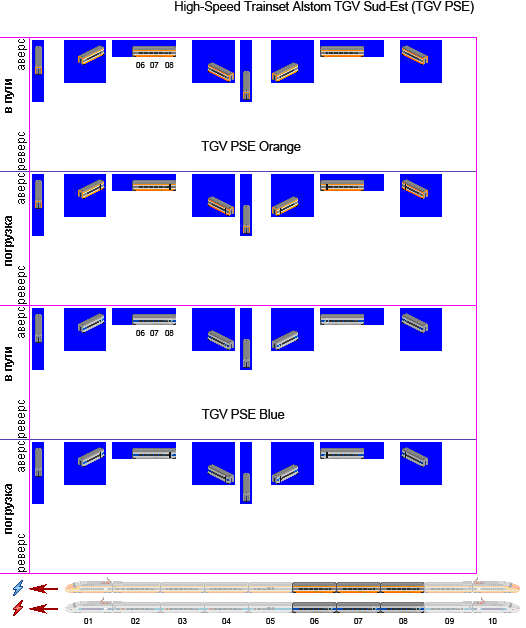 High-Speed Trainset Alstom TGV Sud-Est (TGV PSE)
аверс
06 07 08
в пути
реверс
TGV PSE Orange
аверс
погрузка
реверс
аверс
06 07 08
в пути
реверс
TGV PSE Blue
аверс
погрузка
реверс
01 02 03 04 05 06 07 08 09 10